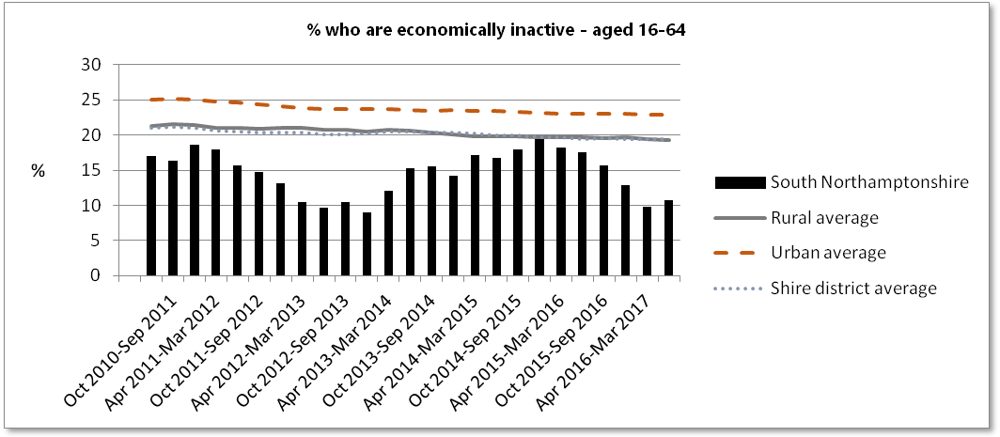 % who are economically inactive - aged 16-64
30
25
20
15
10
5
0
%
Oct 2010-Sep 2011
Apr 2011-Mar 2012
Oct 2011-Sep 2012
Apr 2012-Mar 2013
Oct 2012-Sep 2013
Apr 2013-Mar 2014
Oct 2013-Sep 2014
Apr 2014-Mar 2015
Oct 2014-Sep 2015
Apr 2015-Mar 2016
Oct 2015-Sep 2016
Apr 2016-Mar 2017
South Northamptonshire
Rural average
Urban average
Shire district average